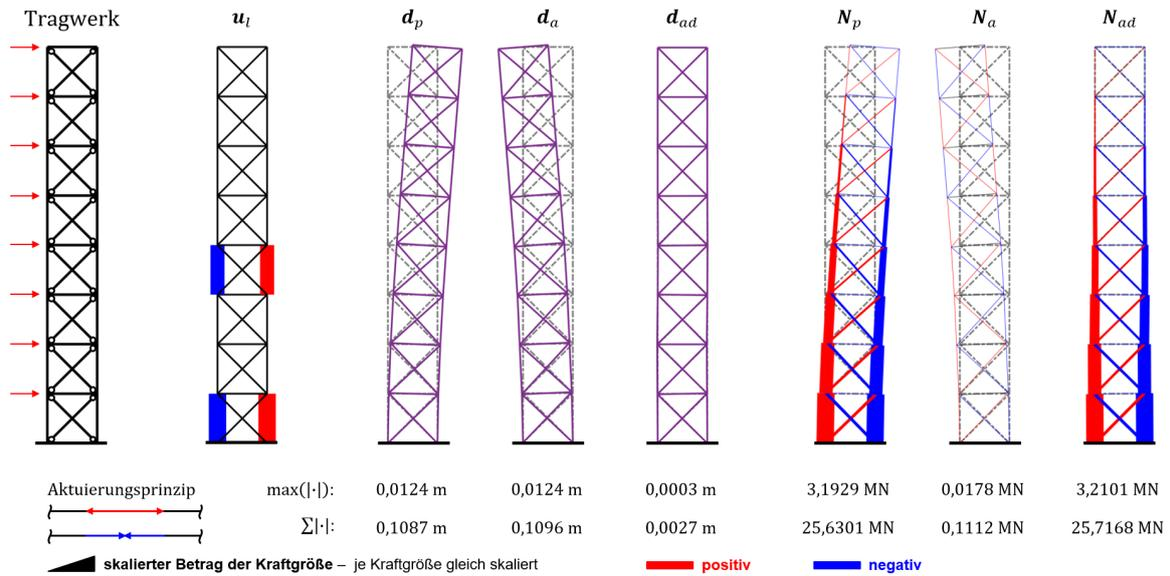 Tragwerk u_l d_p d_a d_ad N_p N_a N_ad
Aktuierungsprinzip max(|·|): 0,0124 m 0,0124 m 0,0003 m 3,1929 MN 0,0178 MN 3,2101 MN
∑|·|: 0,1087 m 0,1096 m 0,0027 m 25,6301 MN 0,1112 MN 25,7168 MN
skalierter Betrag der Kraftgröße – je Kraftgröße gleich skaliert positiv negativ